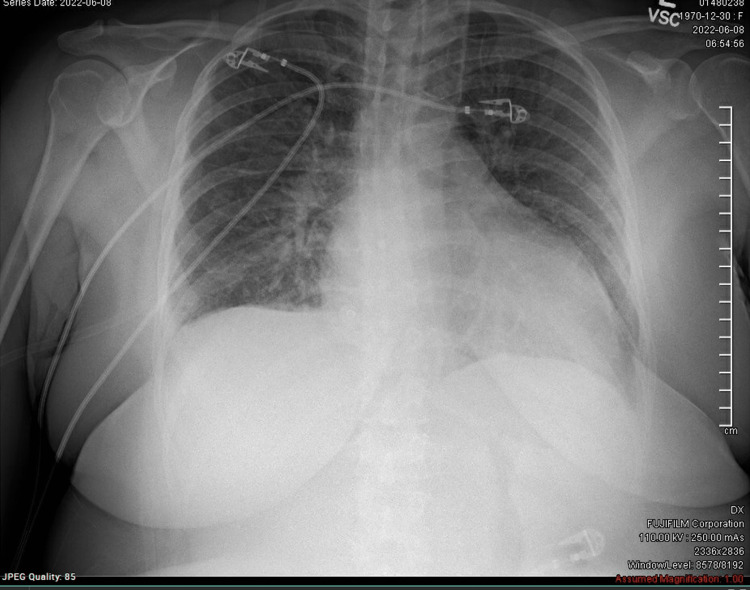 Series Date: 2022-06-08
01480238
VSC
1970-12-30 : F
2022-06-08
06:54:56
cm
DX
FUJIFILM Corporation
110.00 kV : 250.00 mAs
2336x2836
Window/Level: 8578/8192
JPEG Quality: 85
Assumed Magnification: 1.00